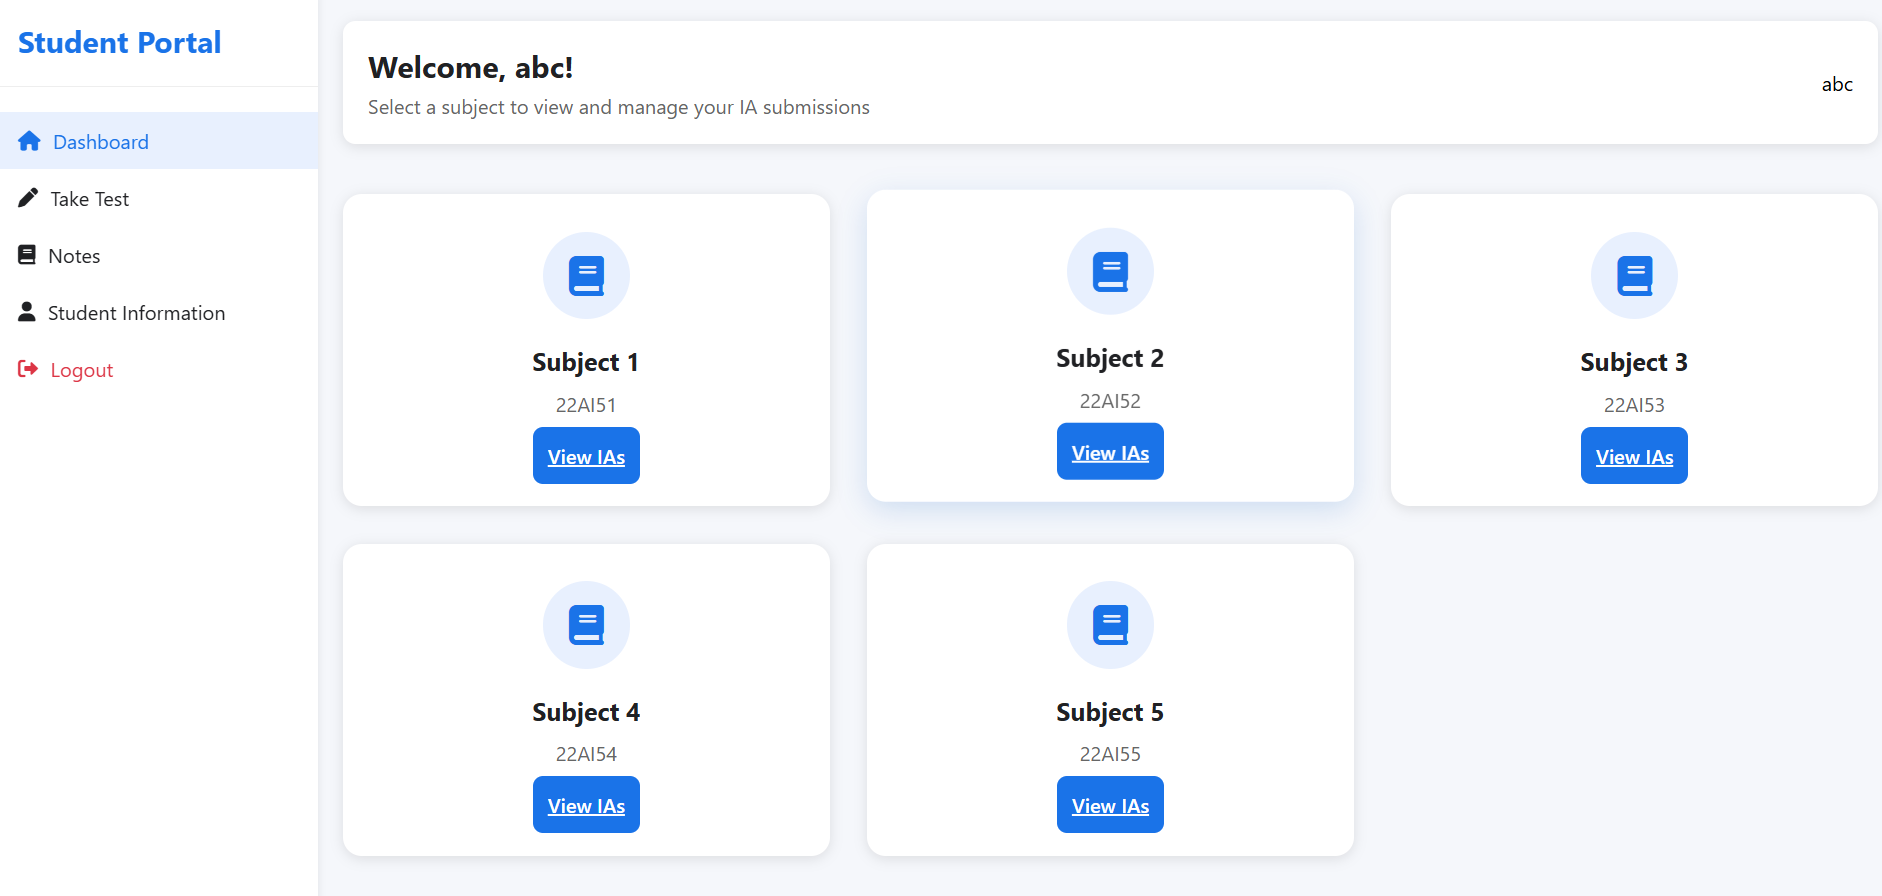 Student Portal
Dashboard
Take Test
Notes
Student Information
Logout
Welcome, abc!
Select a subject to view and manage your IA submissions
abc
Subject 1
22AI51
View IAs
Subject 2
22AI52
View IAs
Subject 3
22AI53
View IAs
Subject 4
22AI54
View IAs
Subject 5
22AI55
View IAs